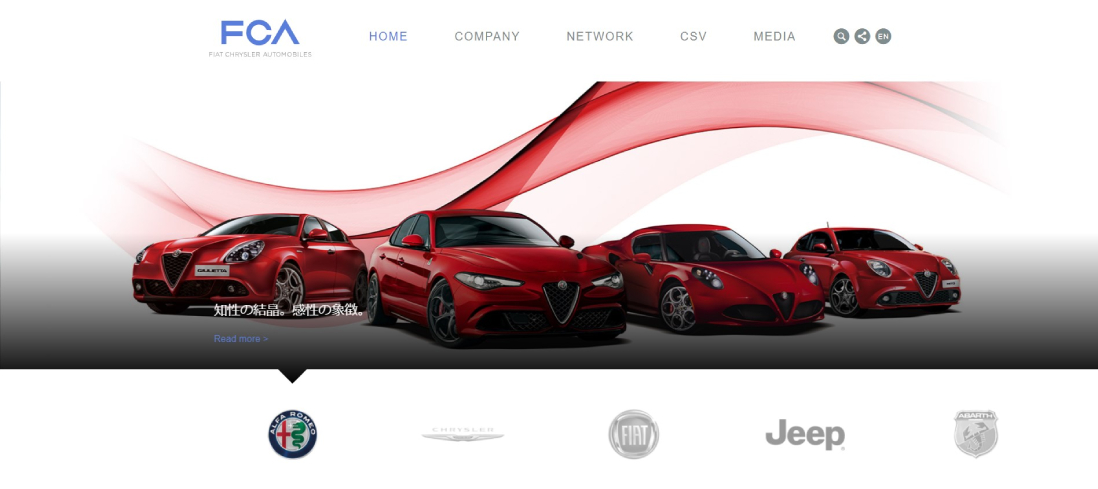 FCA
FIAT CHRYSLER AUTOMOBILES
HOME
COMPANY
NETWORK
CSV
MEDIA
EN
GIULIETTA
知性の結晶。感性の象徴。
Read more >
ALFA ROMEO
CHRYSLER
FIAT
Jeep
ABARTH